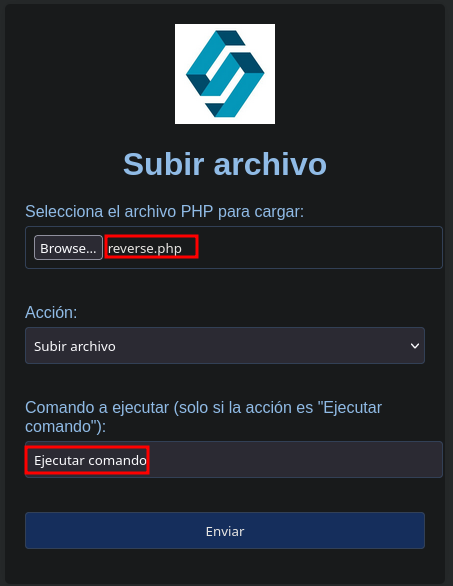 Subir archivo
Selecciona el archivo PHP para cargar:
Browse... reverse.php
Acción:
Subir archivo
Comando a ejecutar (solo si la acción es "Ejecutar
comando"):
Ejecutar comando
Enviar